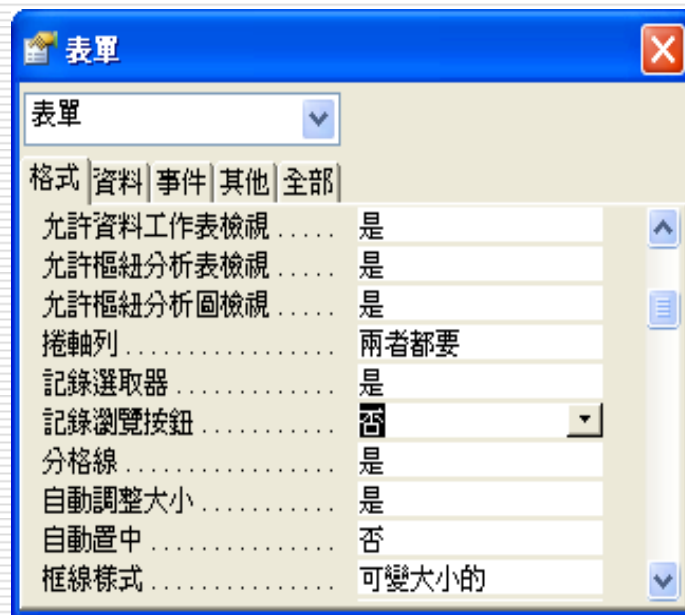 表單
表單
格式 資料 事件 其他 全部
允許資料工作表檢視 ..... 是
允許樞紐分析表檢視 ..... 是
允許樞紐分析圖檢視 ..... 是
捲軸列 ................ 兩者都要
記錄選取器 ............. 是
記錄瀏覽按鈕 ........... 否
分格線 ................ 是
自動調整大小 ........... 是
自動置中 .............. 否
框線樣式 .............. 可變大小的